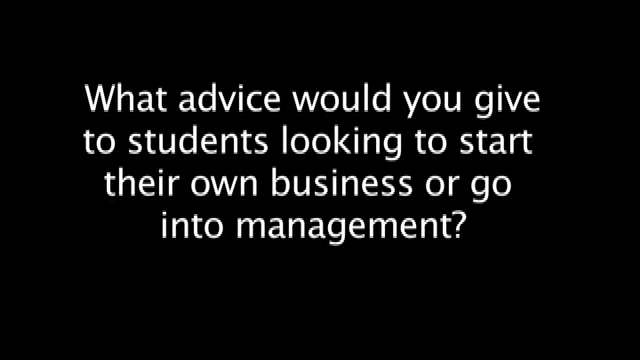 What advice would you give
to students looking to start
their own business or go
into management?